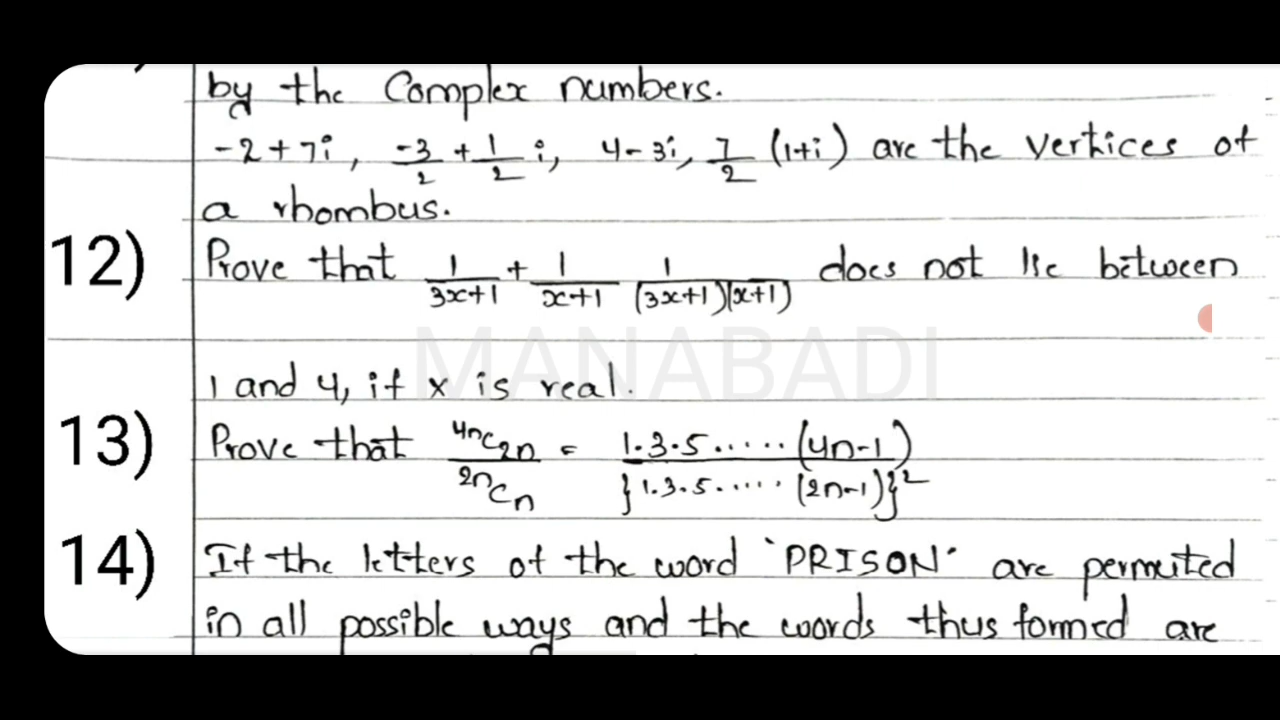 by the Complex numbers.
-2+7i, -3/2 + 1/2 i, 4-3i, 7/2 (1+i) are the vertices of
a rhombus.
12) Prove that 1/(3x+1) + 1/(x+1) 1/((3x+1)(x+1)) does not lie between
MANABADI
1 and 4, if x is real.
13) Prove that ⁴ⁿC₂ₙ/²ⁿCₙ = 1.3.5......(4n-1)/{1.3.5...... (2n-1)}²
14) If the letters of the word 'PRISON' are permuted
in all possible ways and the words thus formed are